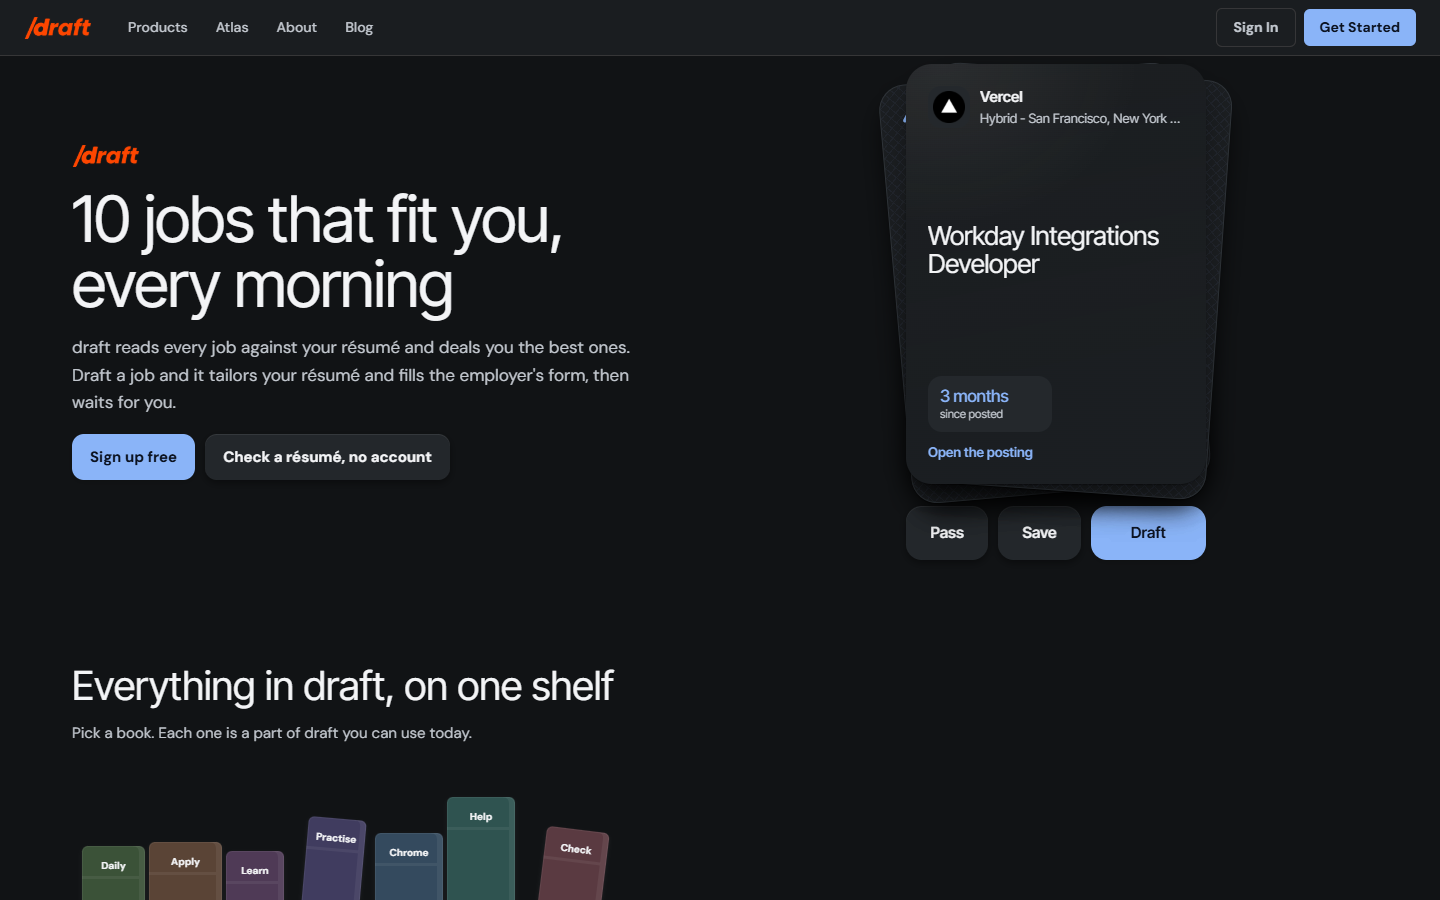 /draft
Products
Atlas
About
Blog
Sign In
Get Started
/draft
10 jobs that fit you,
every morning
draft reads every job against your résumé and deals you the best ones.
Draft a job and it tailors your résumé and fills the employer's form, then
waits for you.
Sign up free
Check a résumé, no account
Vercel
Hybrid - San Francisco, New York ...
Workday Integrations
Developer
3 months
since posted
Open the posting
Pass
Save
Draft
Everything in draft, on one shelf
Pick a book. Each one is a part of draft you can use today.
Daily
Apply
Learn
Practise
Chrome
Help
Check